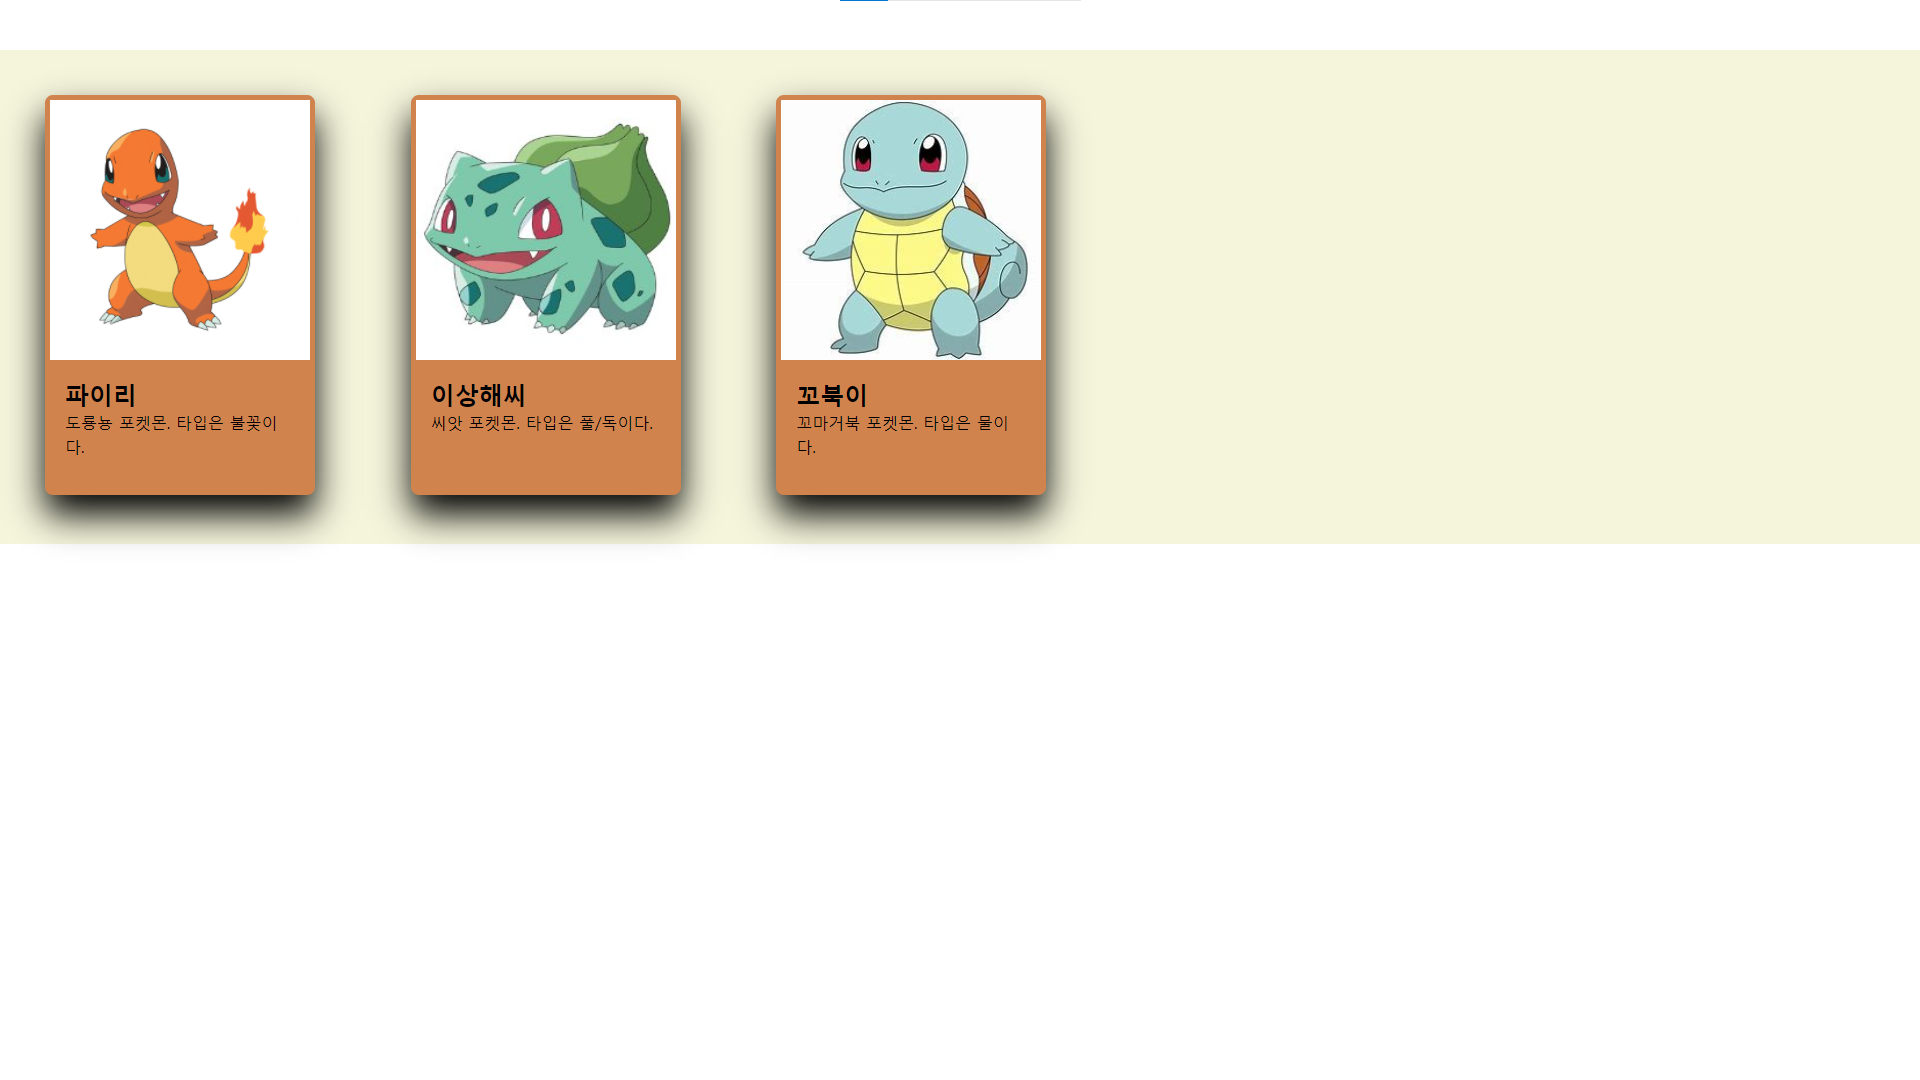 파이리
도롱뇽 포켓몬. 타입은 불꽃이
다.
이상해씨
씨앗 포켓몬. 타입은 풀/독이다.
꼬북이
꼬마거북 포켓몬. 타입은 물이
다.